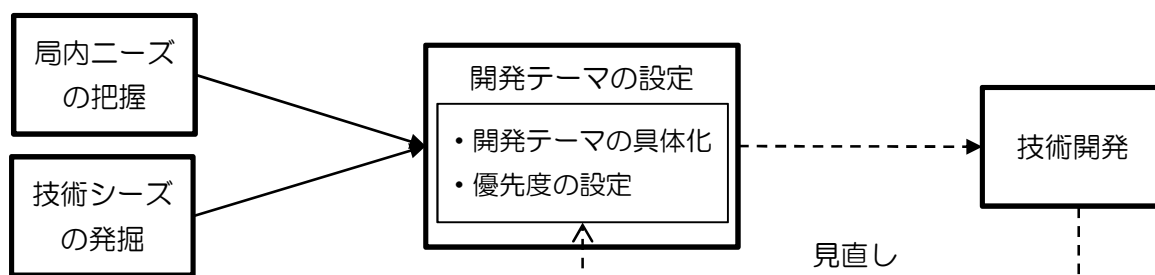 局内ニーズ
の把握
技術シーズ
の発掘
開発テーマの設定
・開発テーマの具体化
・優先度の設定
技術開発
見直し